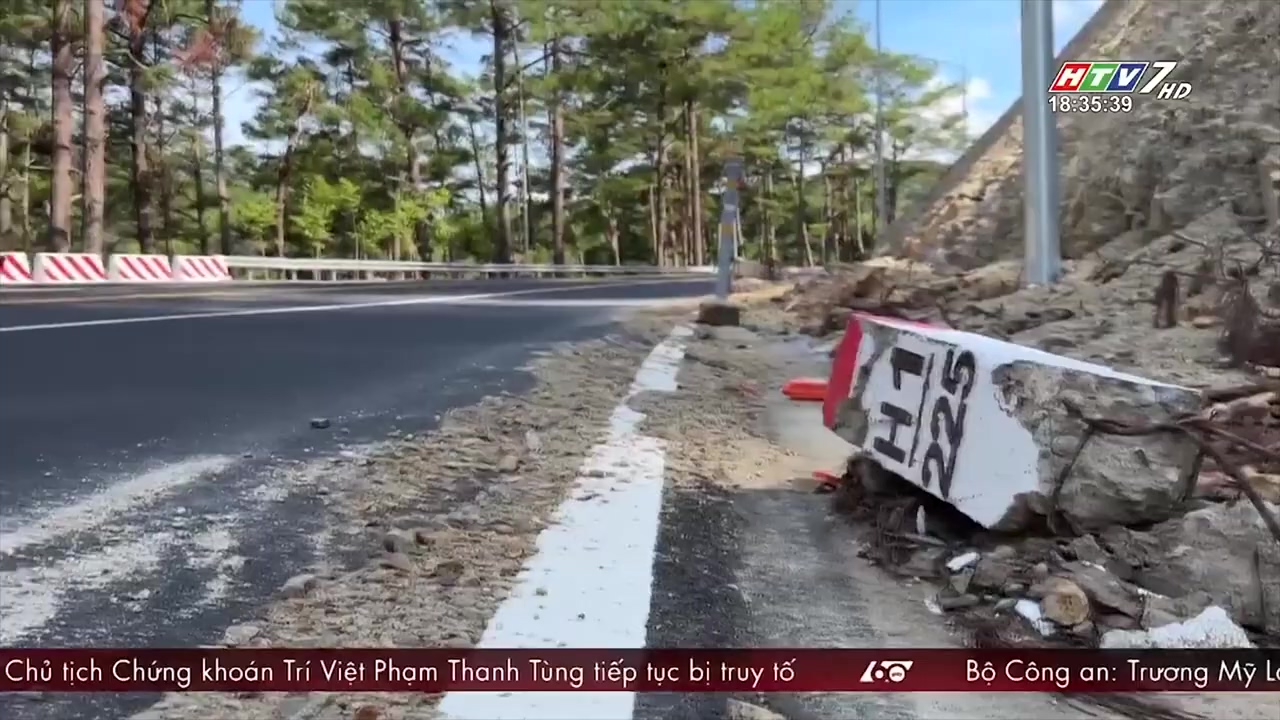 HTV7 HD
18:35:39
H1
225
Chủ tịch Chứng khoán Trí Việt Phạm Thanh Tùng tiếp tục bị truy tố
60
Bộ Công an: Trương Mỹ